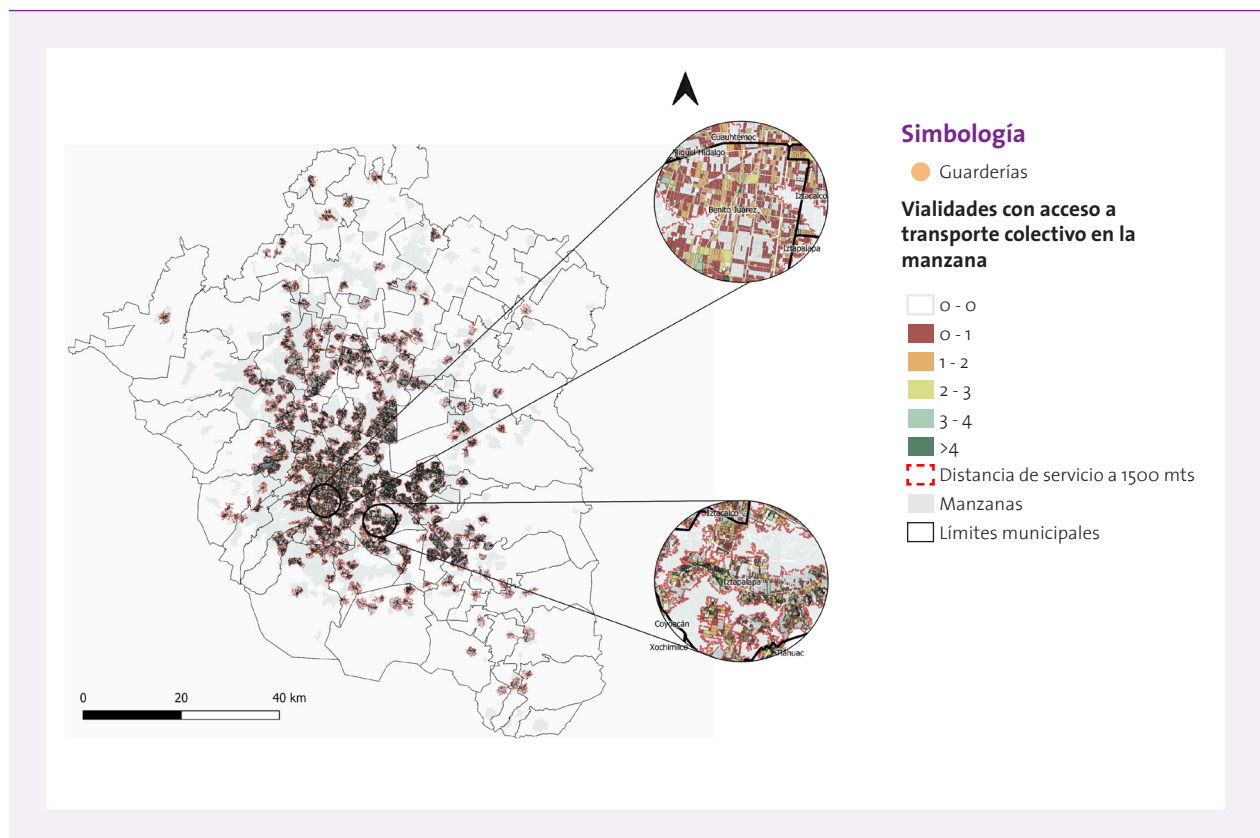 Simbología
Guarderías
Vialidades con acceso a
transporte colectivo en la
manzana
0 - 0
0 - 1
1 - 2
2 - 3
3 - 4
>4
Distancia de servicio a 1500 mts
Manzanas
Límites municipales
Cuauhtémoc
Miguel Hidalgo
Iztacalco
Benito Juárez
Iztapalapa
Iztacalco
Iztapalapa
Coyoacán
Xochimilco
Tláhuac
0 20 40 km